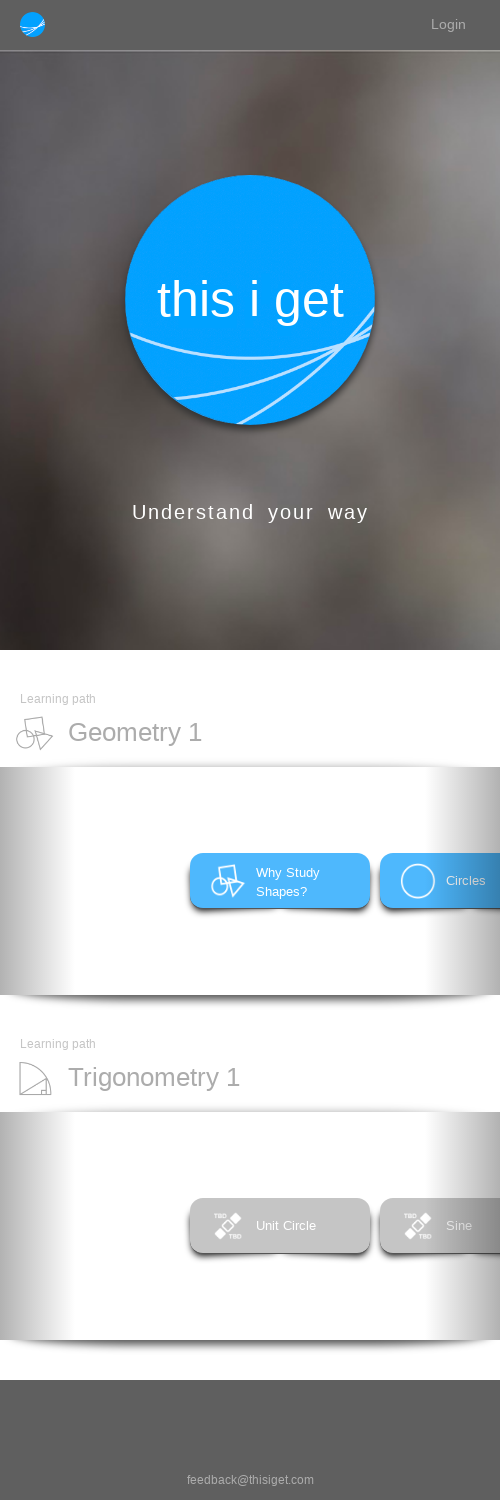 Login
this i get
Understand your way
Learning path
Geometry 1
Why Study
Shapes?
Circles
Learning path
Trigonometry 1
TBD
TBD
Unit Circle
TBD
TBD
Sine
feedback@thisiget.com